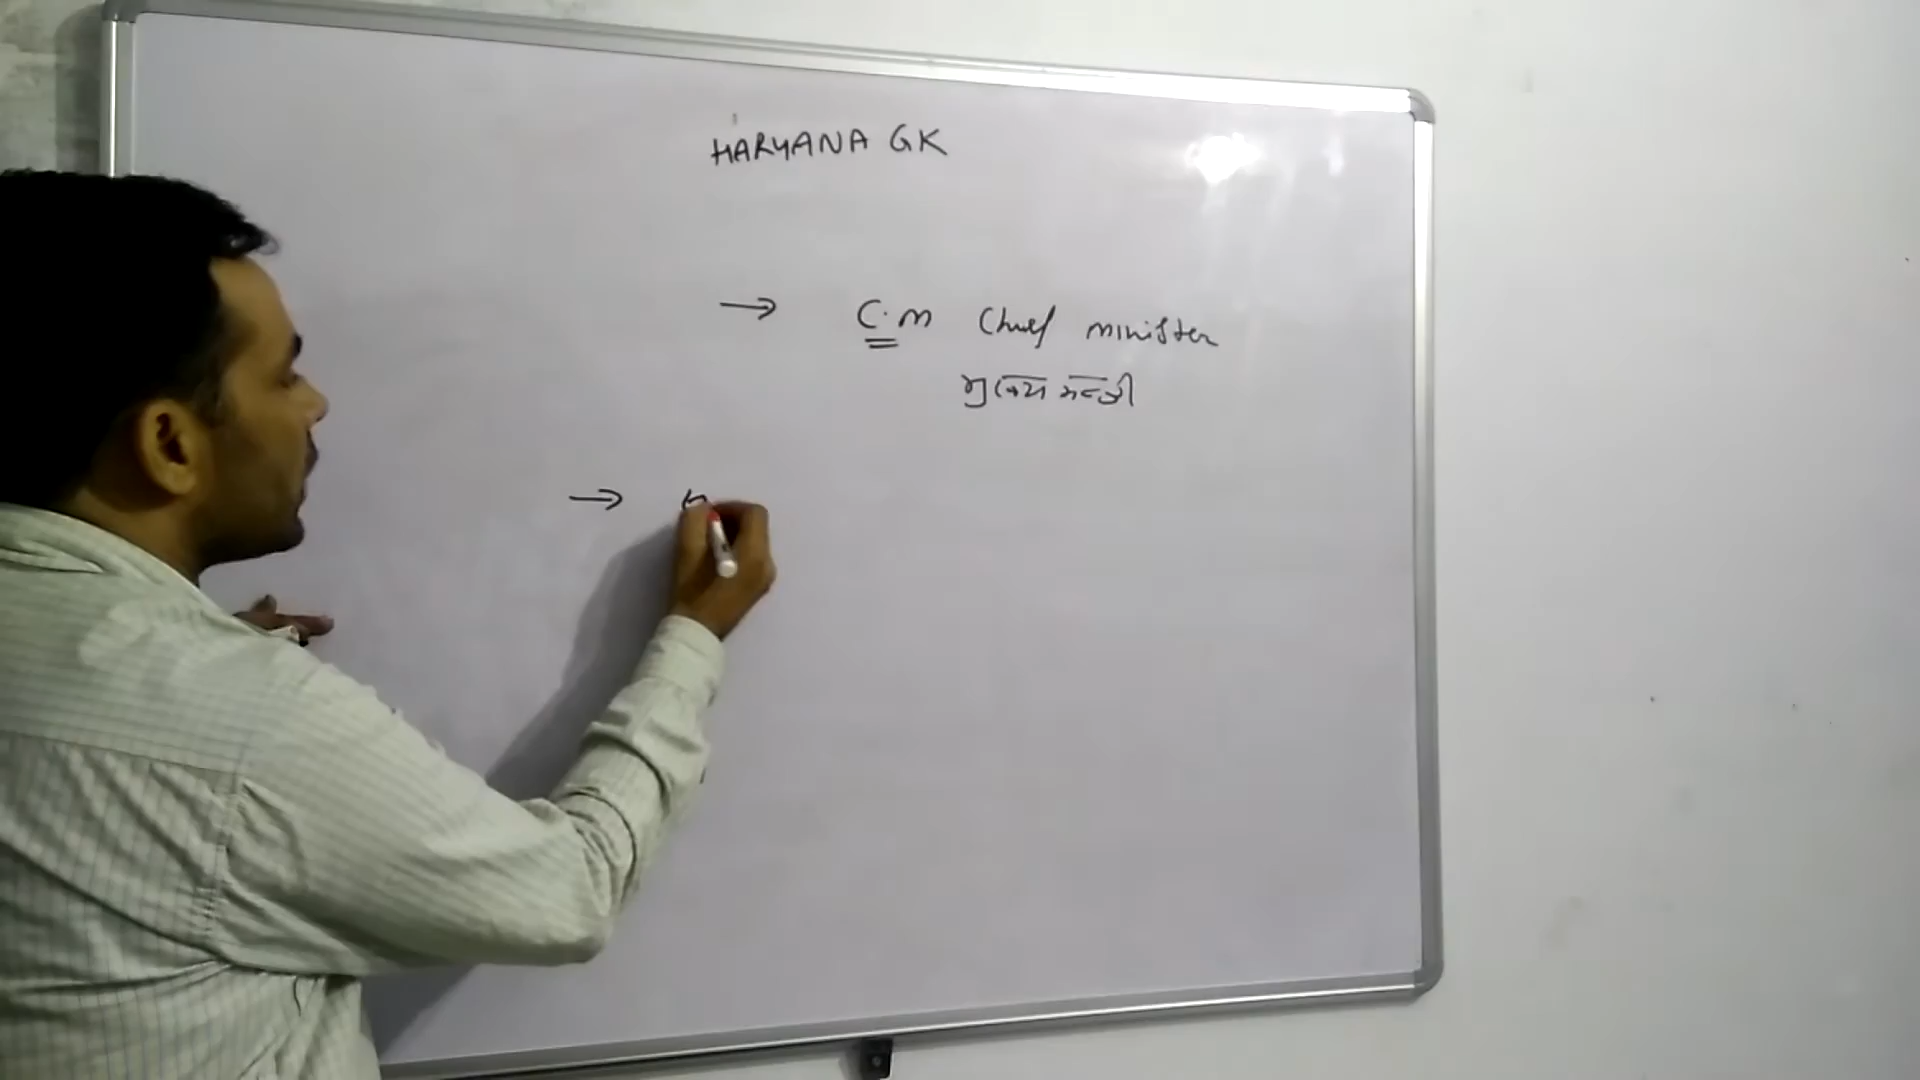 HARYANA GK
→ C.M Chief minister
मुख्य मन्त्री
→